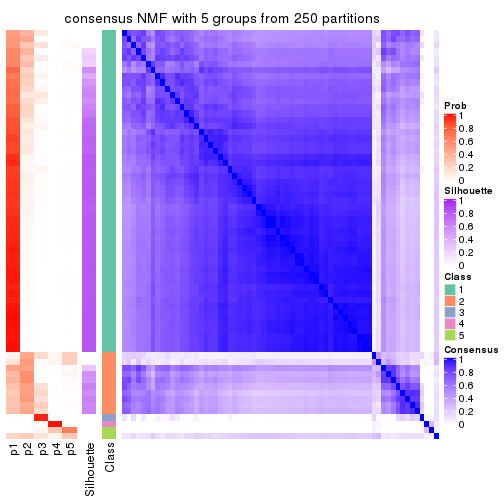 consensus NMF with 5 groups from 250 partitions
Prob
1
0.8
0.6
0.4
0.2
0
Silhouette
1
0.8
0.6
0.4
0.2
0
Class
1
2
3
4
5
Consensus
1
0.8
0.6
0.4
0.2
0
p1
p2
p3
p4
p5
Silhouette
Class